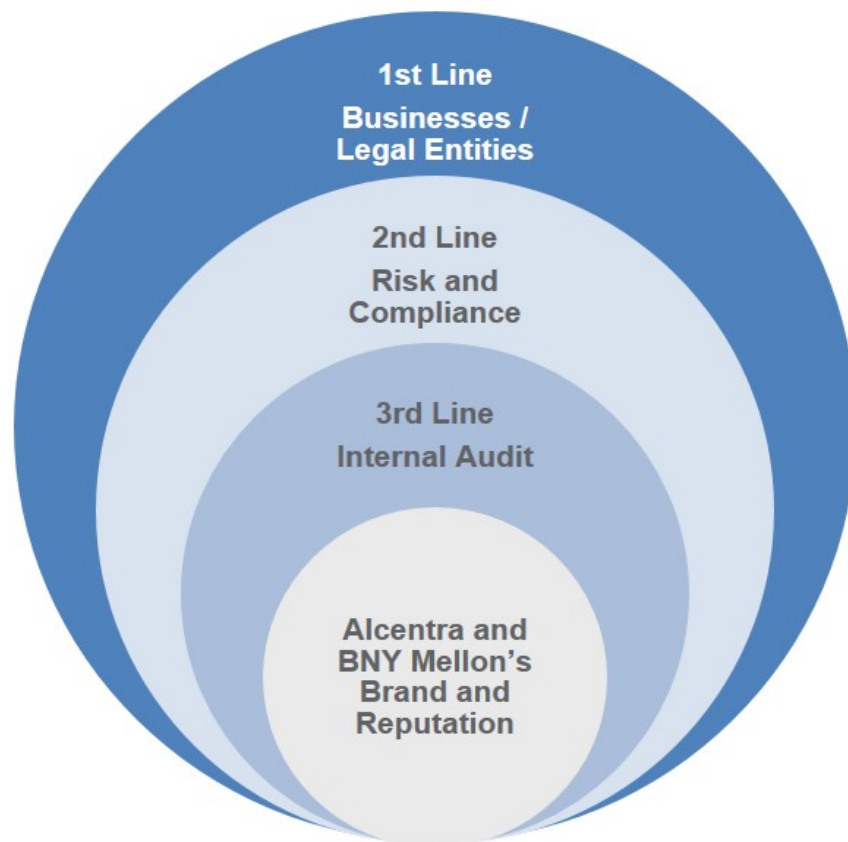 1st Line
Businesses /
Legal Entities
2nd Line
Risk and
Compliance
3rd Line
Internal Audit
Alcentra and
BNY Mellon’s
Brand and
Reputation